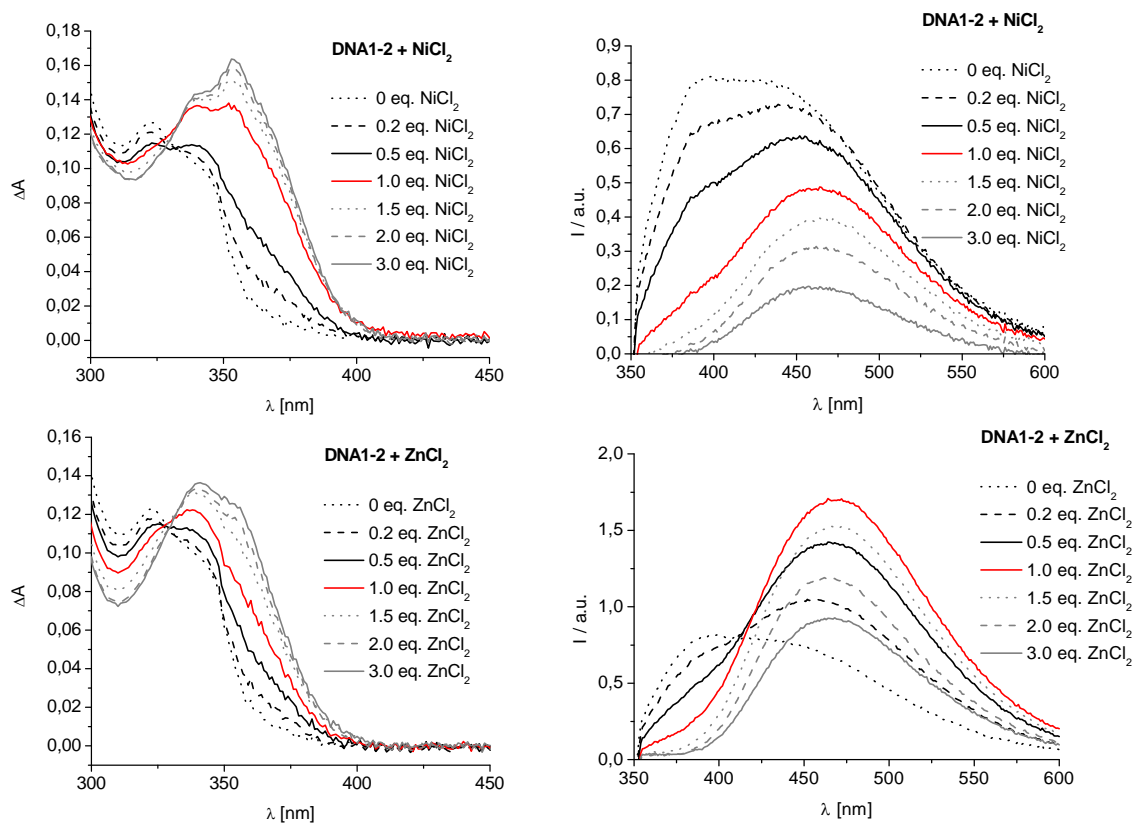 DNA1-2 + NiCl2
0 eq. NiCl2
0.2 eq. NiCl2
0.5 eq. NiCl2
1.0 eq. NiCl2
1.5 eq. NiCl2
2.0 eq. NiCl2
3.0 eq. NiCl2
0,18
0,16
0,14
0,12
0,10
0,08
0,06
0,04
0,02
0,00
ΔA
300
350
400
450
λ [nm]
DNA1-2 + NiCl2
0 eq. NiCl2
0.2 eq. NiCl2
0.5 eq. NiCl2
1.0 eq. NiCl2
1.5 eq. NiCl2
2.0 eq. NiCl2
3.0 eq. NiCl2
0,9
0,8
0,7
0,6
0,5
0,4
0,3
0,2
0,1
0,0
I / a.u.
350
400
450
500
550
600
λ [nm]
DNA1-2 + ZnCl2
0 eq. ZnCl2
0.2 eq. ZnCl2
0.5 eq. ZnCl2
1.0 eq. ZnCl2
1.5 eq. ZnCl2
2.0 eq. ZnCl2
3.0 eq. ZnCl2
0,16
0,14
0,12
0,10
0,08
0,06
0,04
0,02
0,00
ΔA
300
350
400
450
λ [nm]
DNA1-2 + ZnCl2
0 eq. ZnCl2
0.2 eq. ZnCl2
0.5 eq. ZnCl2
1.0 eq. ZnCl2
1.5 eq. ZnCl2
2.0 eq. ZnCl2
3.0 eq. ZnCl2
2,0
1,5
1,0
0,5
0,0
I / a.u.
350
400
450
500
550
600
λ [nm]